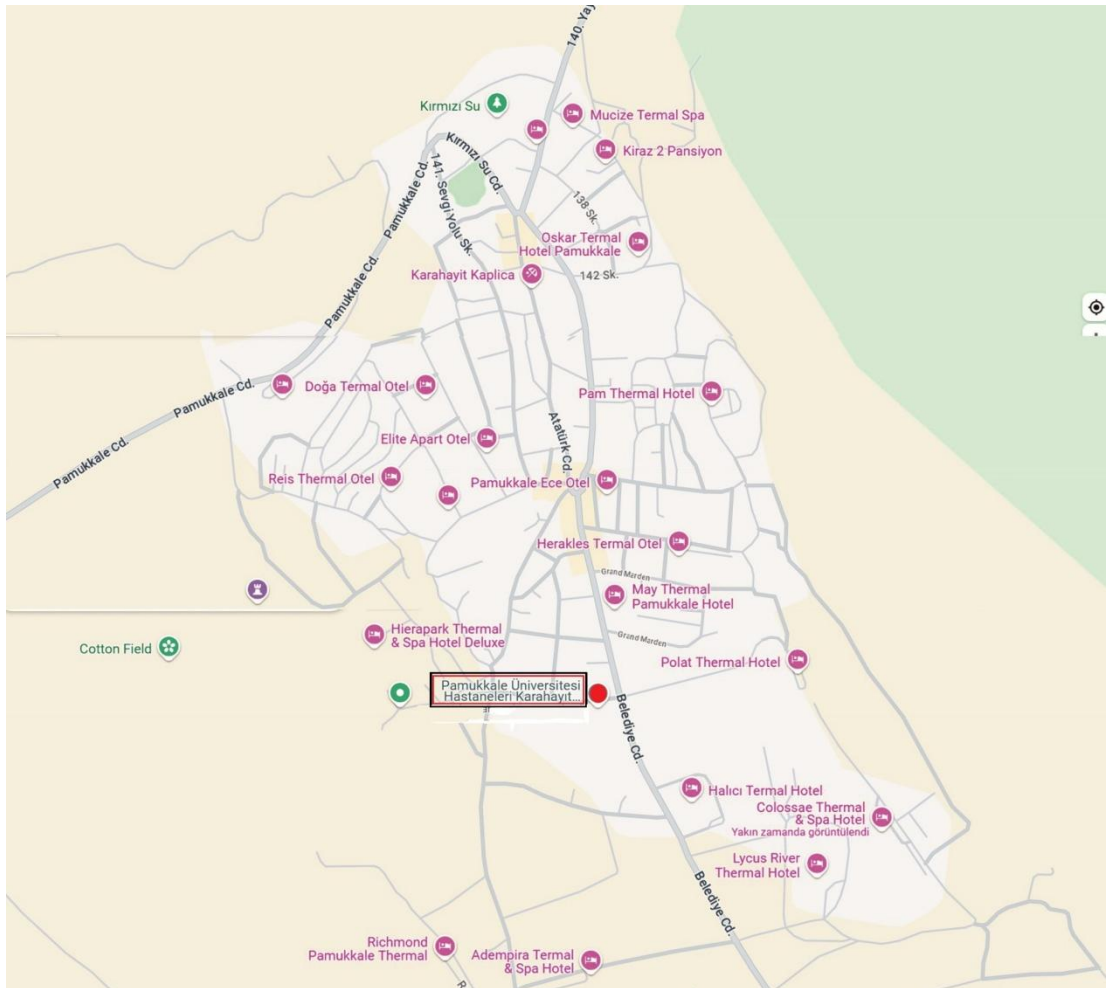 140. Yay
Kırmızı Su
Mucize Termal Spa
Kiraz 2 Pansiyon
Kırmızı Su Cd.
141. Sevgi Yolu Sk.
Pamukkale Cd.
138 Sk.
Oskar Termal
Hotel Pamukkale
Karahayit Kaplica
142 Sk.
Pamukkale Cd.
Doğa Termal Otel
Pamukkale Cd.
Pam Thermal Hotel
Atatürk Cd.
Elite Apart Otel
Pamukkale Cd.
Reis Thermal Otel
Pamukkale Ece Otel
Herakles Termal Otel
Grand Marden
May Thermal
Pamukkale Hotel
Hierapark Thermal
& Spa Hotel Deluxe
Grand Marden
Cotton Field
Polat Thermal Hotel
Pamukkale Üniversitesi
Hastaneleri Karahayıt...
Belediye Cd.
Halıcı Termal Hotel
Colossae Thermal
& Spa Hotel
Yakın zamanda görüntülendi
Lycus River
Thermal Hotel
Belediye Cd.
Richmond
Pamukkale Thermal
Adempira Termal
& Spa Hotel